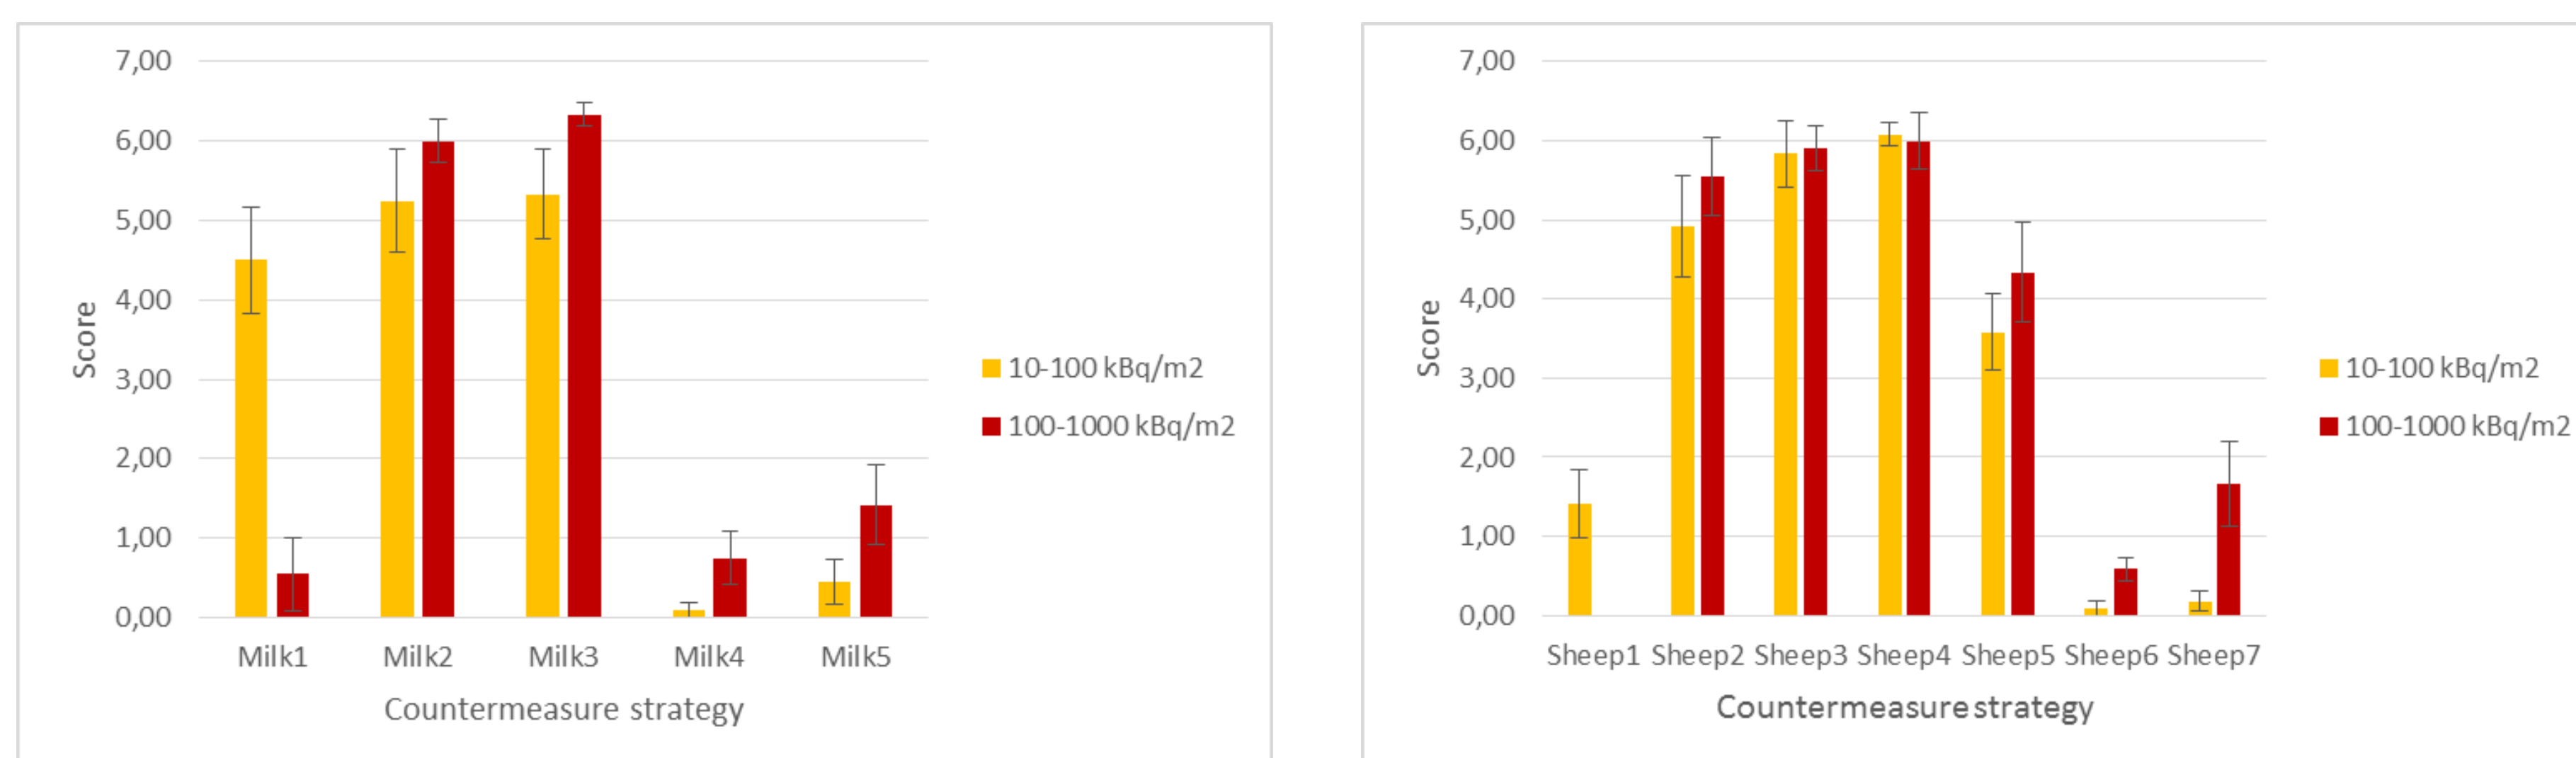 7,00
6,00
5,00
4,00
3,00
2,00
1,00
0,00
Score
Milk1 Milk2 Milk3 Milk4 Milk5
Countermeasure strategy
10-100 kBq/m2
100-1000 kBq/m2
7,00
6,00
5,00
4,00
3,00
2,00
1,00
0,00
Score
Sheep1 Sheep2 Sheep3 Sheep4 Sheep5 Sheep6 Sheep7
Countermeasure strategy
10-100 kBq/m2
100-1000 kBq/m2